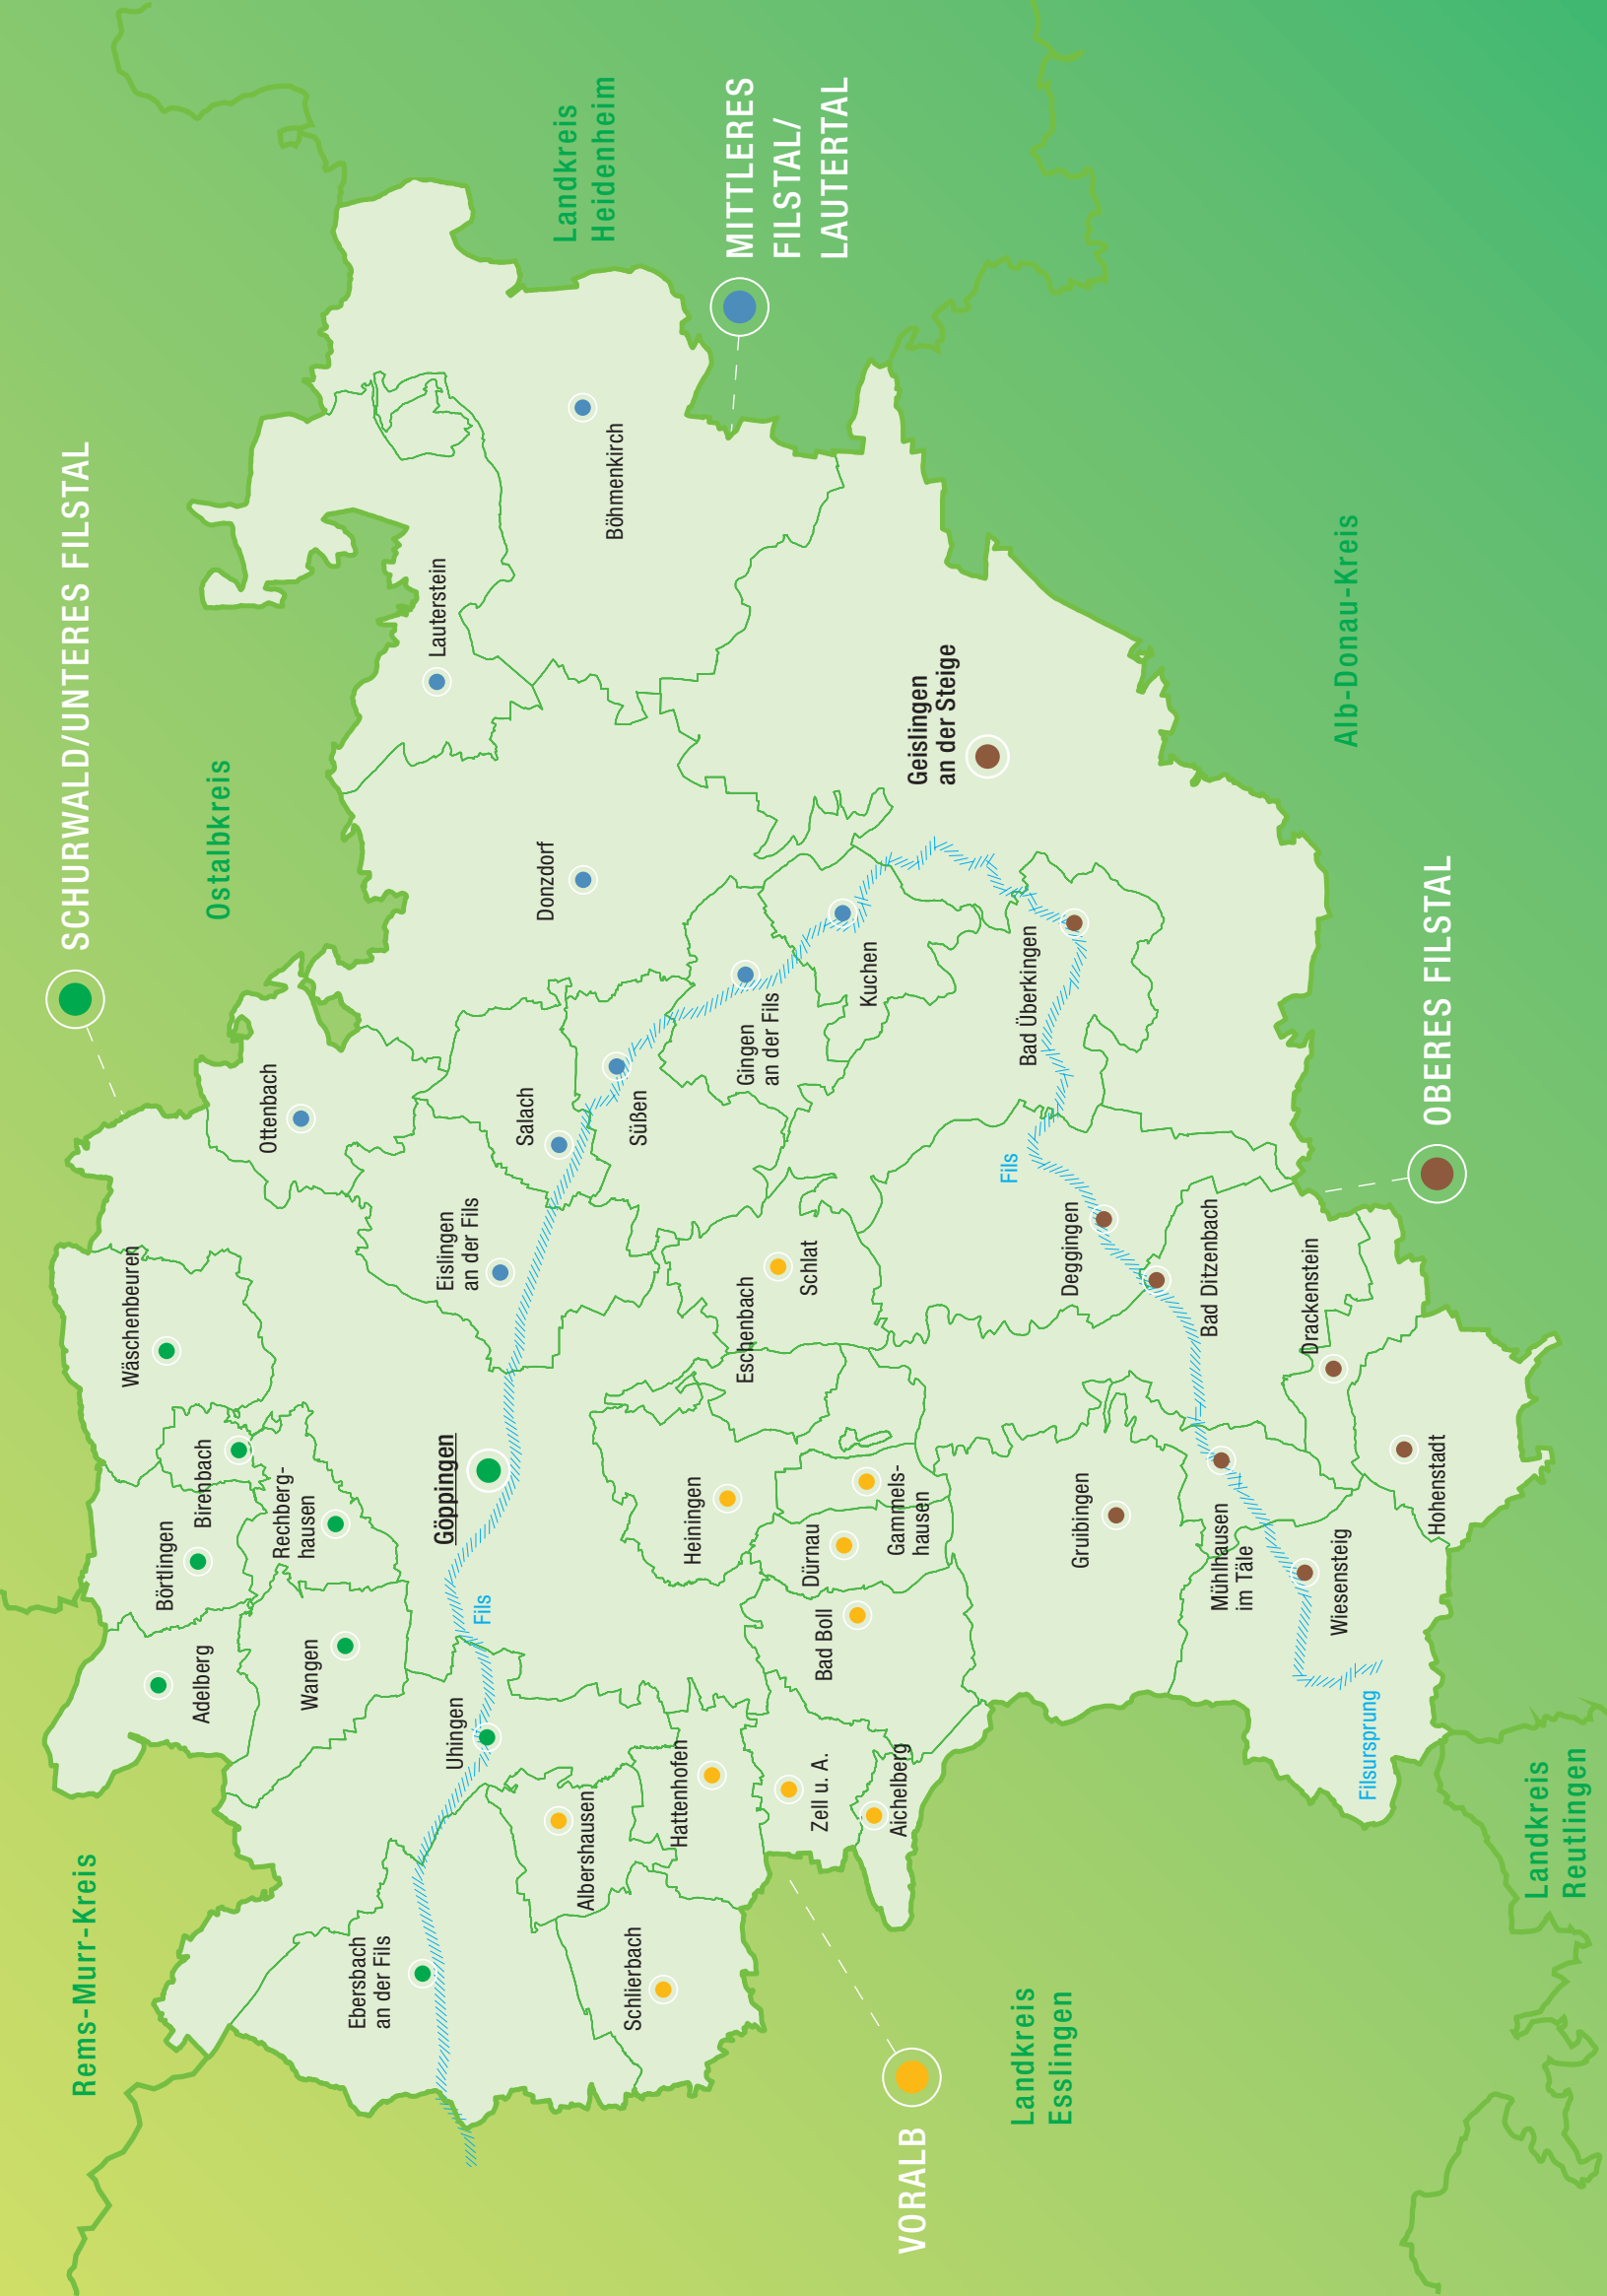 SCHURWALD/UNTERES FILSTAL
Rems-Murr-Kreis
Ostalbkreis
Landkreis
Heidenheim
MITTLERES
FILSTAL/
LAUTERTAL
Wäschenbeuren
Adelberg
Börtlingen
Birenbach
Rechberg-
hausen
Wangen
Ottenbach
Lauterstein
Böhmenkirch
Ebersbach
an der Fils
Uhingen
Fils
Göppingen
Eislingen
an der Fils
Salach
Donzdorf
Süßen
Albershausen
Schlierbach
Hattenhofen
Heiningen
Eschenbach
Schlat
Gingen
an der Fils
Kuchen
Geislingen
an der Steige
Zell u. A.
Aichelberg
Bad Boll
Dürnau
Gammels-
hausen
Fils
Bad Überkingen
Deggingen
Gruibingen
Bad Ditzenbach
Mühlhausen
im Täle
Drackenstein
Wiesensteig
Hohenstadt
Filsursprung
VORALB
Landkreis
Esslingen
OBERES FILSTAL
Alb-Donau-Kreis
Landkreis
Reutlingen